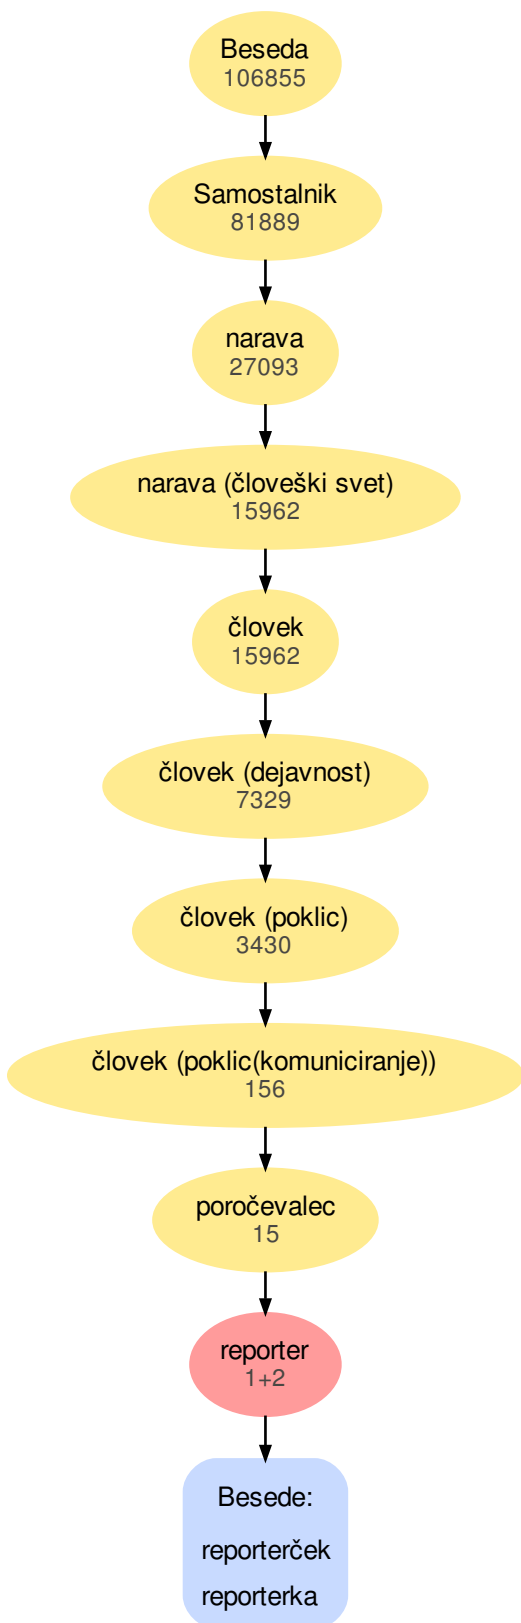 Beseda
106855
Samostalnik
81889
narava
27093
narava (človeški svet)
15962
človek
15962
človek (dejavnost)
7329
človek (poklic)
3430
človek (poklic(komuniciranje))
156
poročevalec
15
reporter
1+2
Besede:
reporterček
reporterka